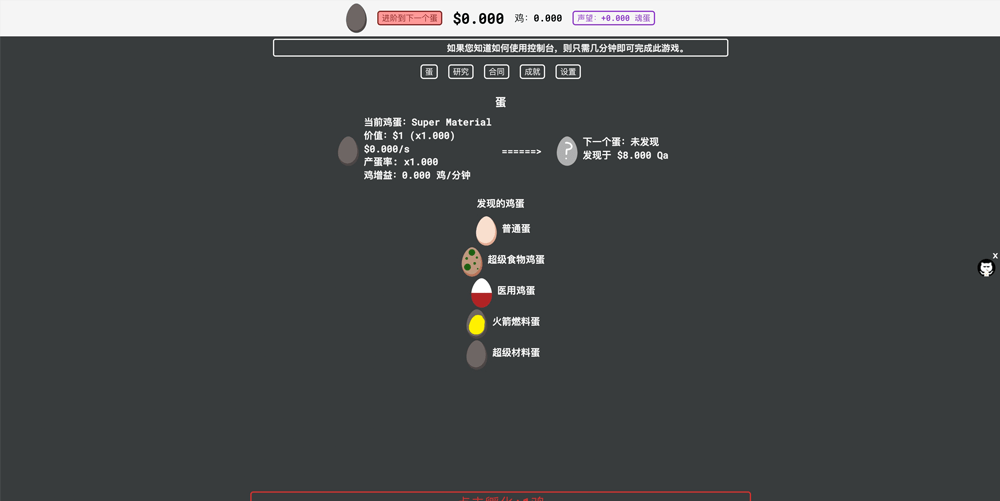 进阶到下一个蛋 $0.000 鸡: 0.000 声望: +0.000 魂蛋
如果您知道如何使用控制台, 则只需几分钟即可完成此游戏。
蛋 研究 合同 成就 设置
蛋
当前鸡蛋: Super Material
价值: $1 (x1.000)
$0.000/s
产蛋率: x1.000
鸡增益: 0.000 鸡/分钟
======>
?
下一个蛋: 未发现
发现于 $8.000 Qa
发现的鸡蛋
普通蛋
超级食物鸡蛋
医用鸡蛋
火箭燃料蛋
超级材料蛋
x